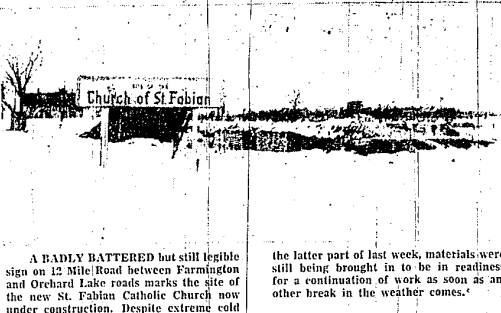 SITE OF THE
Church of St. Fabian
A BADLY BATTERED but still legible
sign on 12 Mile Road between Farmington
and Orchard Lake roads marks the site of
the new St. Fabian Catholic Church now
under construction. Despite extreme cold
the latter part of last week, materials were
still being brought in to be in readiness
for a continuation of work as soon as an
other break in the weather comes.